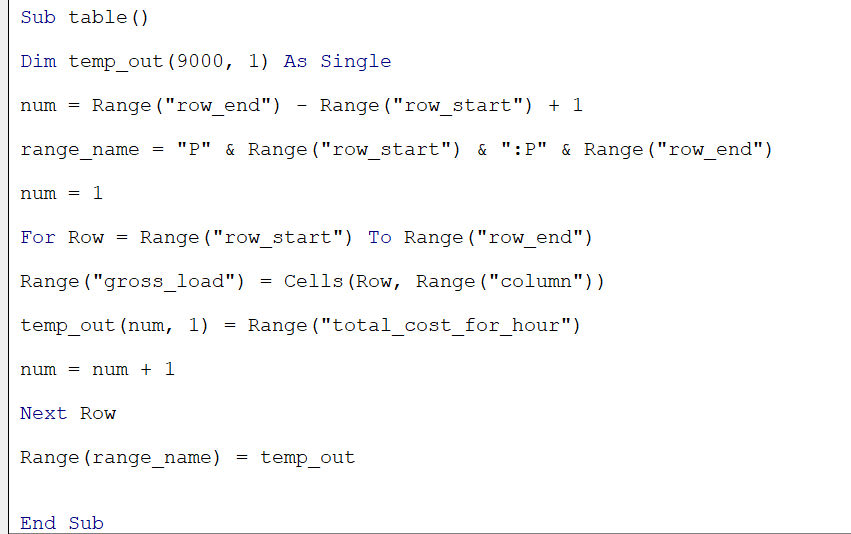 Sub table()
Dim temp_out(9000, 1) As Single
num = Range("row_end") - Range("row_start") + 1
range_name = "P" & Range("row_start") & ":P" & Range("row_end")
num = 1
For Row = Range("row_start") To Range("row_end")
Range("gross_load") = Cells(Row, Range("column"))
temp_out(num, 1) = Range("total_cost_for_hour")
num = num + 1
Next Row
Range(range_name) = temp_out
End Sub